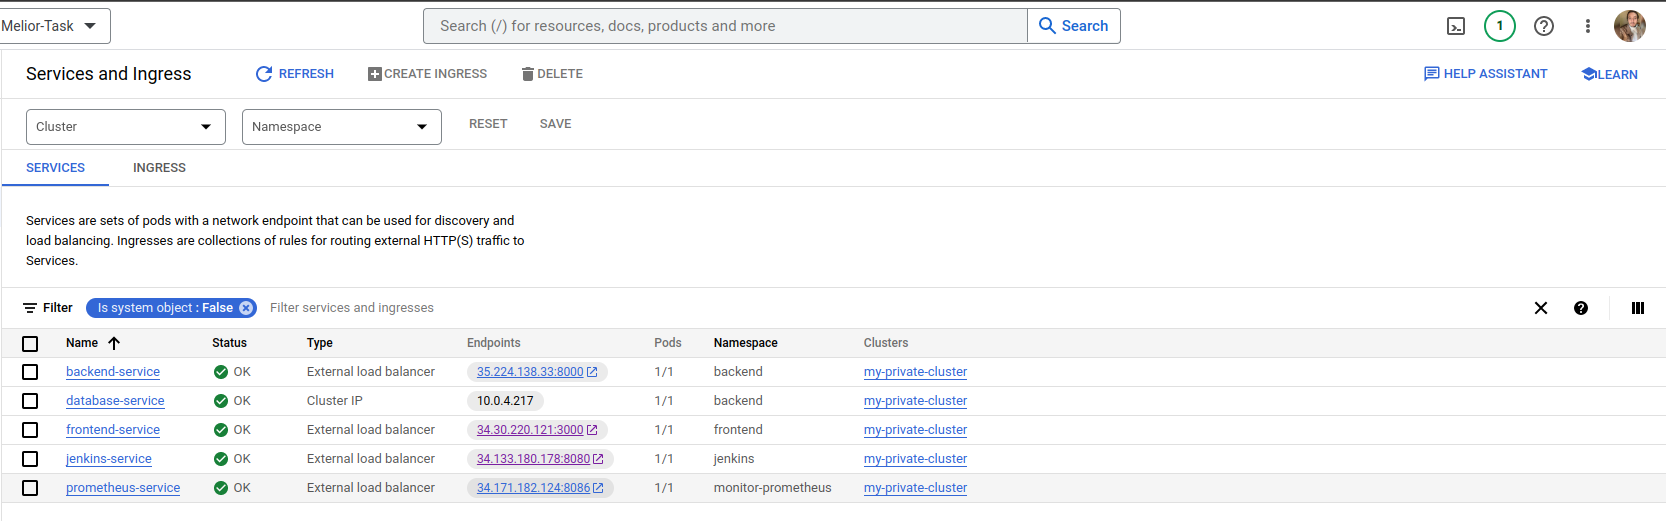 Melior-Task
Search (/) for resources, docs, products and more
Search
1
Services and Ingress
REFRESH
CREATE INGRESS
DELETE
HELP ASSISTANT
LEARN
Cluster
Namespace
RESET
SAVE
SERVICES
INGRESS
Services are sets of pods with a network endpoint that can be used for discovery and
load balancing. Ingresses are collections of rules for routing external HTTP(S) traffic to
Services.
Filter Is system object : False Filter services and ingresses
Name Status Type Endpoints Pods Namespace Clusters
backend-service OK External load balancer 35.224.138.33:8000 1/1 backend my-private-cluster
database-service OK Cluster IP 10.0.4.217 1/1 backend my-private-cluster
frontend-service OK External load balancer 34.30.220.121:3000 1/1 frontend my-private-cluster
jenkins-service OK External load balancer 34.133.180.178:8080 1/1 jenkins my-private-cluster
prometheus-service OK External load balancer 34.171.182.124:8086 1/1 monitor-prometheus my-private-cluster